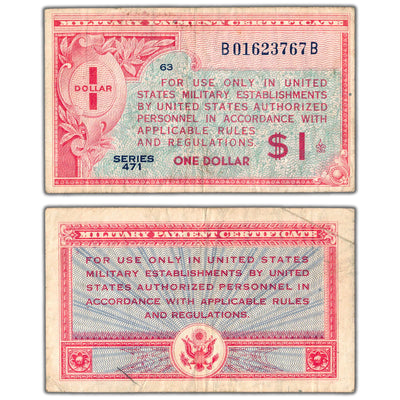 MILITARY PAYMENT CERTIFICATE
B01623767B
63
1
DOLLAR
FOR USE ONLY IN UNITED
STATES MILITARY ESTABLISHMENTS
BY UNITED STATES AUTHORIZED
PERSONNEL IN ACCORDANCE WITH
APPLICABLE RULES
AND REGULATIONS.
SERIES
471
ONE DOLLAR
$1
MILITARY PAYMENT CERTIFICATE
FOR USE ONLY IN UNITED STATES
MILITARY ESTABLISHMENTS BY UNITED
STATES AUTHORIZED PERSONNEL IN
ACCORDANCE WITH APPLICABLE RULES
AND REGULATIONS.